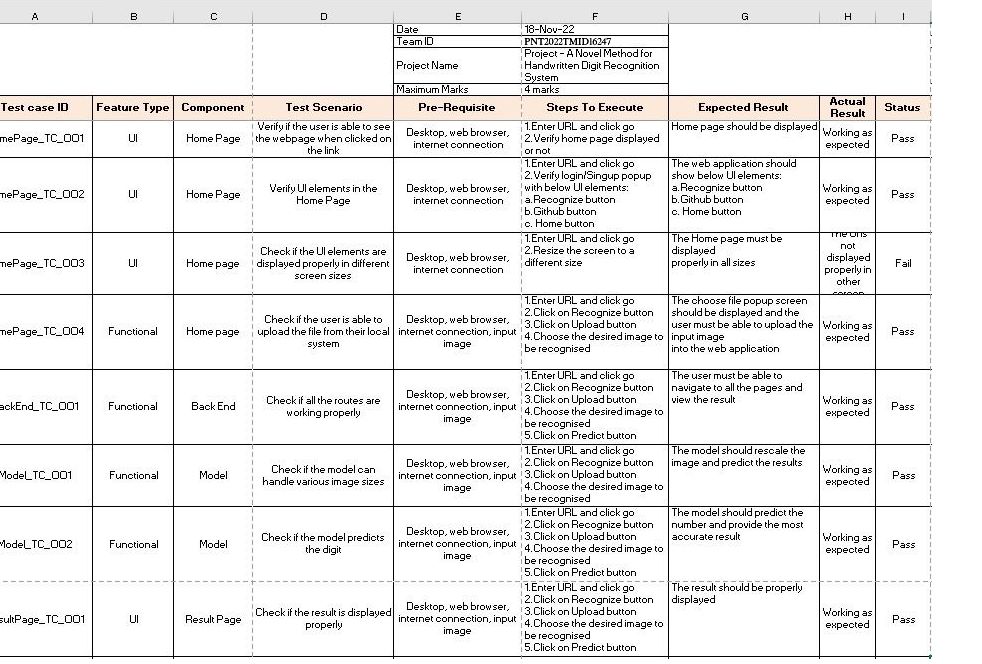 A B C D E F G H I
Date 18-Nov-22
Team ID PNT2022TMID16247
Project Name Project - A Novel Method for
Handwritten Digit Recognition
System
Maximum Marks 4 marks
Test case ID Feature Type Component Test Scenario Pre-Requisite Steps To Execute Expected Result Actual
Result Status
mePage_TC_OO1 UI Home Page
Verify if the user is able to see
the webpage when clicked on
the link
Desktop, web browser,
internet connection
1.Enter URL and click go
2.Verify home page displayed
or not
Home page should be displayed
Working as
expected
Pass
mePage_TC_OO2 UI Home Page
Verify UI elements in the
Home Page
Desktop, web browser,
internet connection
1.Enter URL and click go
2.Verify login/Singup popup
with below UI elements:
a.Recognize button
b.Github button
c. Home button
The web application should
show below UI elements:
a.Recognize button
b.Github button
c. Home button
Working as
expected
Pass
mePage_TC_OO3 UI Home page
Check if the UI elements are
displayed properly in different
screen sizes
Desktop, web browser,
internet connection
1.Enter URL and click go
2.Resize the screen to a
different size
The Home page must be
displayed
properly in all sizes
The UI is
not
displayed
properly in
other
screen
Fail
mePage_TC_OO4 Functional Home page
Check if the user is able to
upload the file from their local
system
Desktop, web browser,
internet connection, input
image
1.Enter URL and click go
2.Click on Recognize button
3.Click on Upload button
4.Choose the desired image to
be recognised
The choose file popup screen
should be displayed and the
user must be able to upload the
input image
into the web application
Working as
expected
Pass
ackEnd_TC_OO1 Functional Back End
Check if all the routes are
working properly
Desktop, web browser,
internet connection, input
image
1.Enter URL and click go
2.Click on Recognize button
3.Click on Upload button
4.Choose the desired image to
be recognised
5.Click on Predict button
The user must be able to
navigate to all the pages and
view the result
Working as
expected
Pass
Model_TC_OO1 Functional Model
Check if the model can
handle various image sizes
Desktop, web browser,
internet connection, input
image
1.Enter URL and click go
2.Click on Recognize button
3.Click on Upload button
4.Choose the desired image to
be recognised
The model should rescale the
image and predict the results
Working as
expected
Pass
Model_TC_OO2 Functional Model
Check if the model predicts
the digit
Desktop, web browser,
internet connection, input
image
1.Enter URL and click go
2.Click on Recognize button
3.Click on Upload button
4.Choose the desired image to
be recognised
5.Click on Predict button
The model should predict the
number and provide the most
accurate result
Working as
expected
Pass
sultPage_TC_OO1 UI Result Page
Check if the result is displayed
properly
Desktop, web browser,
internet connection, input
image
1.Enter URL and click go
2.Click on Recognize button
3.Click on Upload button
4.Choose the desired image to
be recognised
5.Click on Predict button
The result should be properly
displayed
Working as
expected
Pass